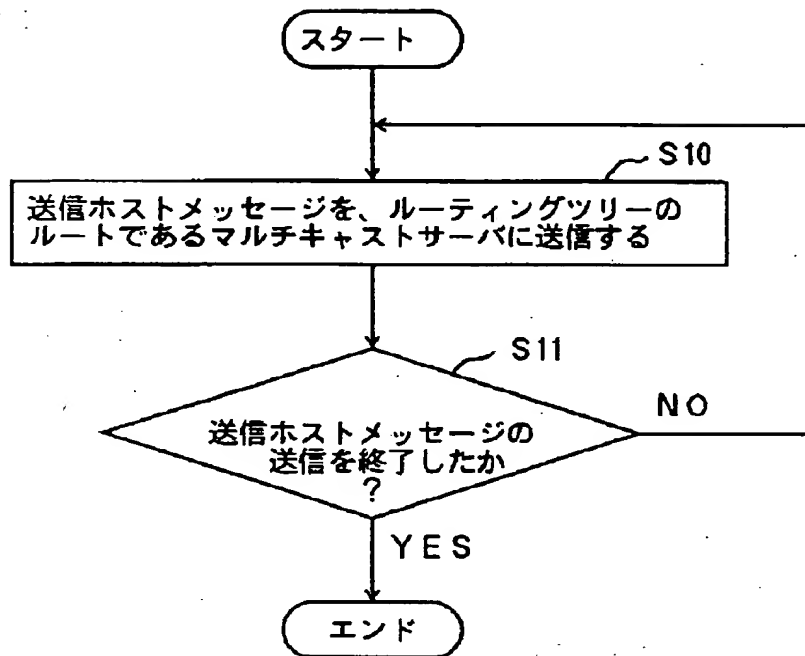 スタート
S10
送信ホストメッセージを、ルーティングツリーの
ルートであるマルチキャストサーバに送信する
S11
送信ホストメッセージの
送信を終了したか
?
NO
YES
エンド